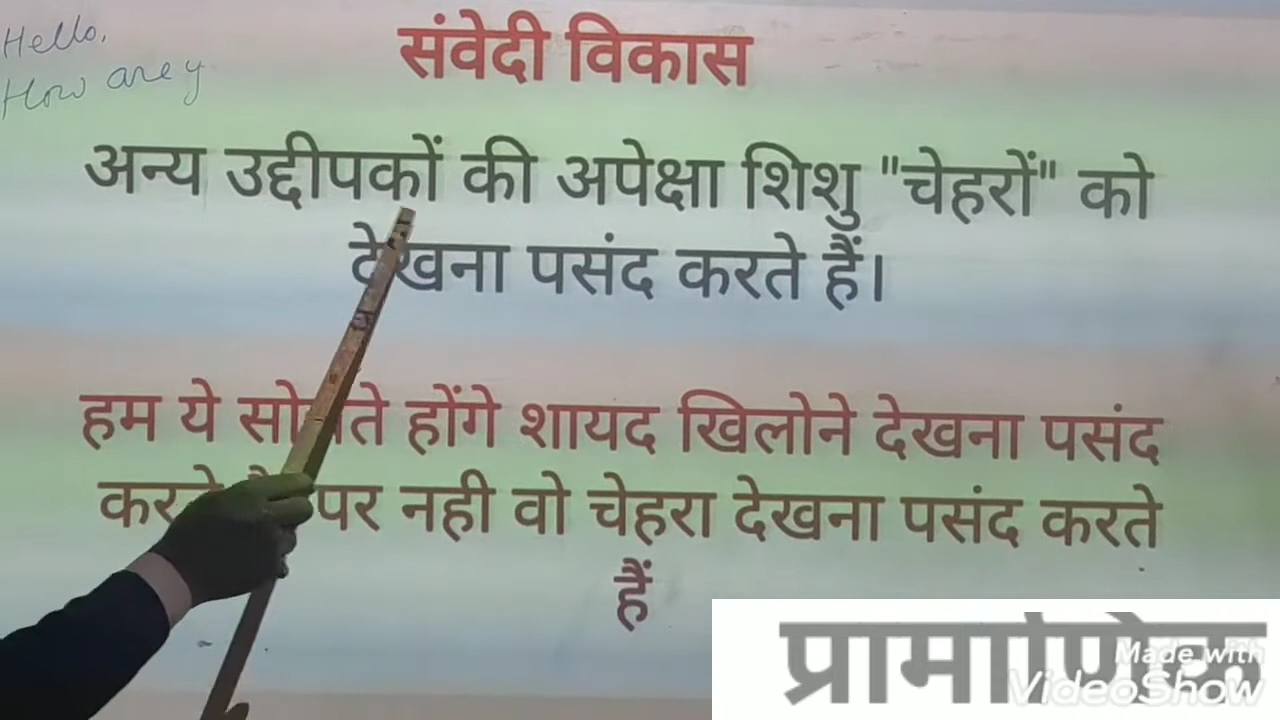 Hello,
How are y
संवेदी विकास
अन्य उद्दीपकों की अपेक्षा शिशु "चेहरों" को
देखना पसंद करते हैं।
हम ये सोचते होंगे शायद खिलोने देखना पसंद
पर नही वो चेहरा देखना पसंद करते
हैं
प्रामाणिक
Made with
VideoShow